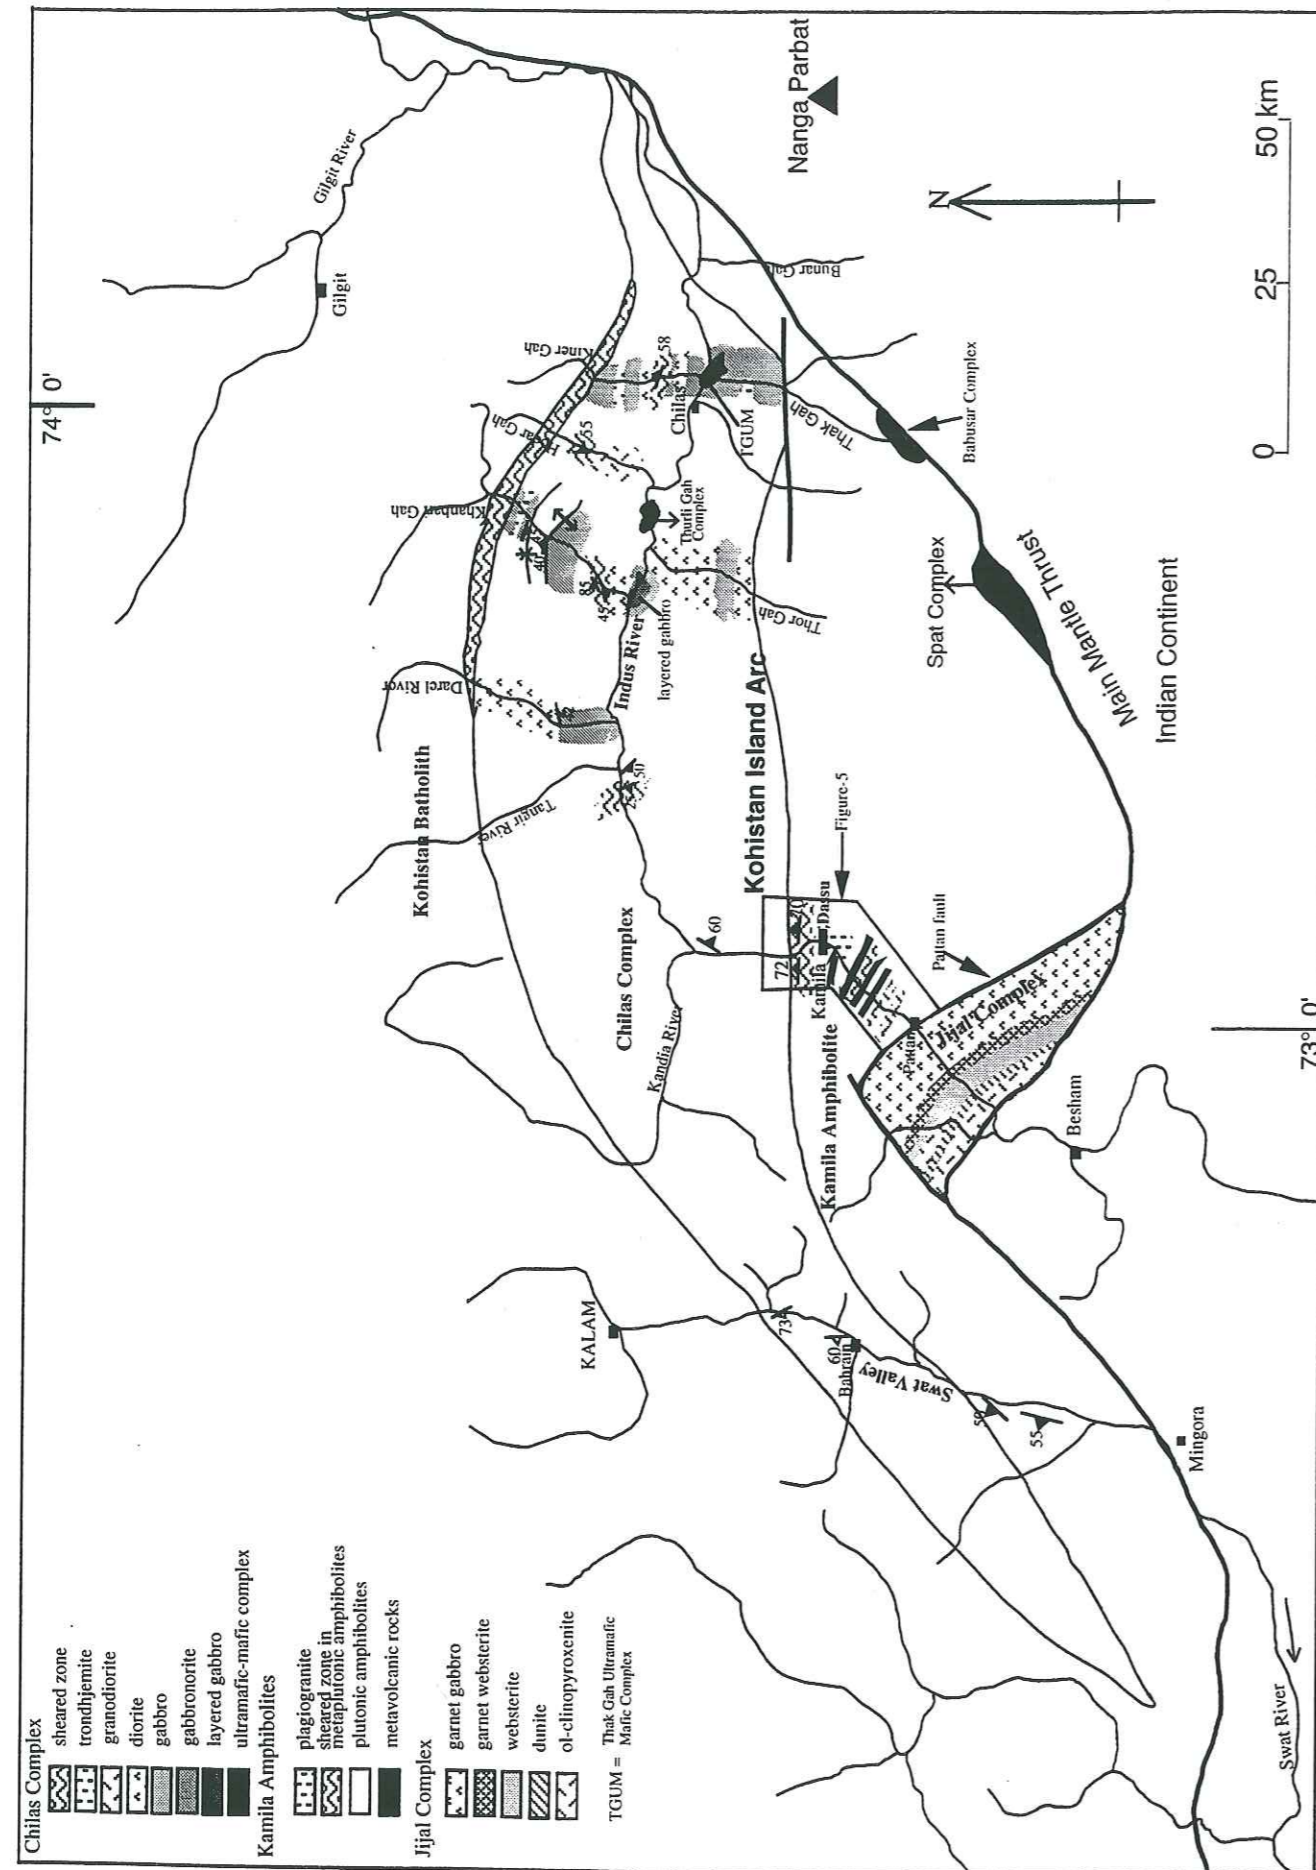 Chilas Complex
sheared zone
trondhjemite
granodiorite
diorite
gabbro
gabbronorite
layered gabbro
ultramafic-mafic complex
Kamila Amphibolites
plagiogranite
sheared zone in
metaplutonic amphibolites
plutonic amphibolites
metavolcanic rocks
Jijal Complex
garnet gabbro
garnet websterite
websterite
dunite
ol-clinopyroxenite
TGUM = Thak Gah Ultramafic
Mafic Complex
74° 0'
Gilgit River
Gilgit
Kiner Gah
Khanbari Gah
Darel River
Tangir River
Kohistan Batholith
KALAM
Chilas Complex
Kandia River
Indus River
layered gabbro
Thurli Gah
Complex
Chilas
TGUM
Thak Gah
Thor Gah
Bunar Gah
Nanga Parbat
N
Babusar Complex
Spat Complex
Main Mantle Thrust
Indian Continent
Kohistan Island Arc
Figure-5
Dassu
Kamila
Pattan fault
Pattan
Jijal Complex
Kamila Amphibolite
Besham
Bahrain
Swat Valley
Mingora
Swat River
58
55
40
85
45
50
60
72
73
60
50
55
0
25
50 km
73° 0'